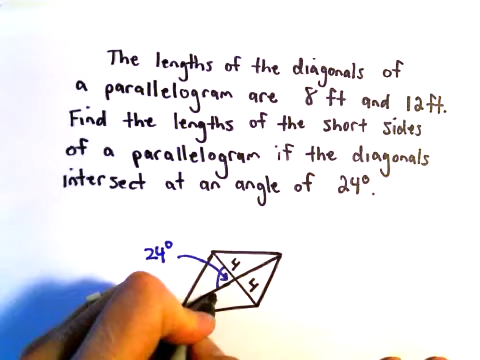 The lengths of the diagonals of
a parallelogram are 8 ft and 12 ft.
Find the lengths of the short sides
of a parallelogram if the diagonals
intersect at an angle of 24°.
24°
4
4